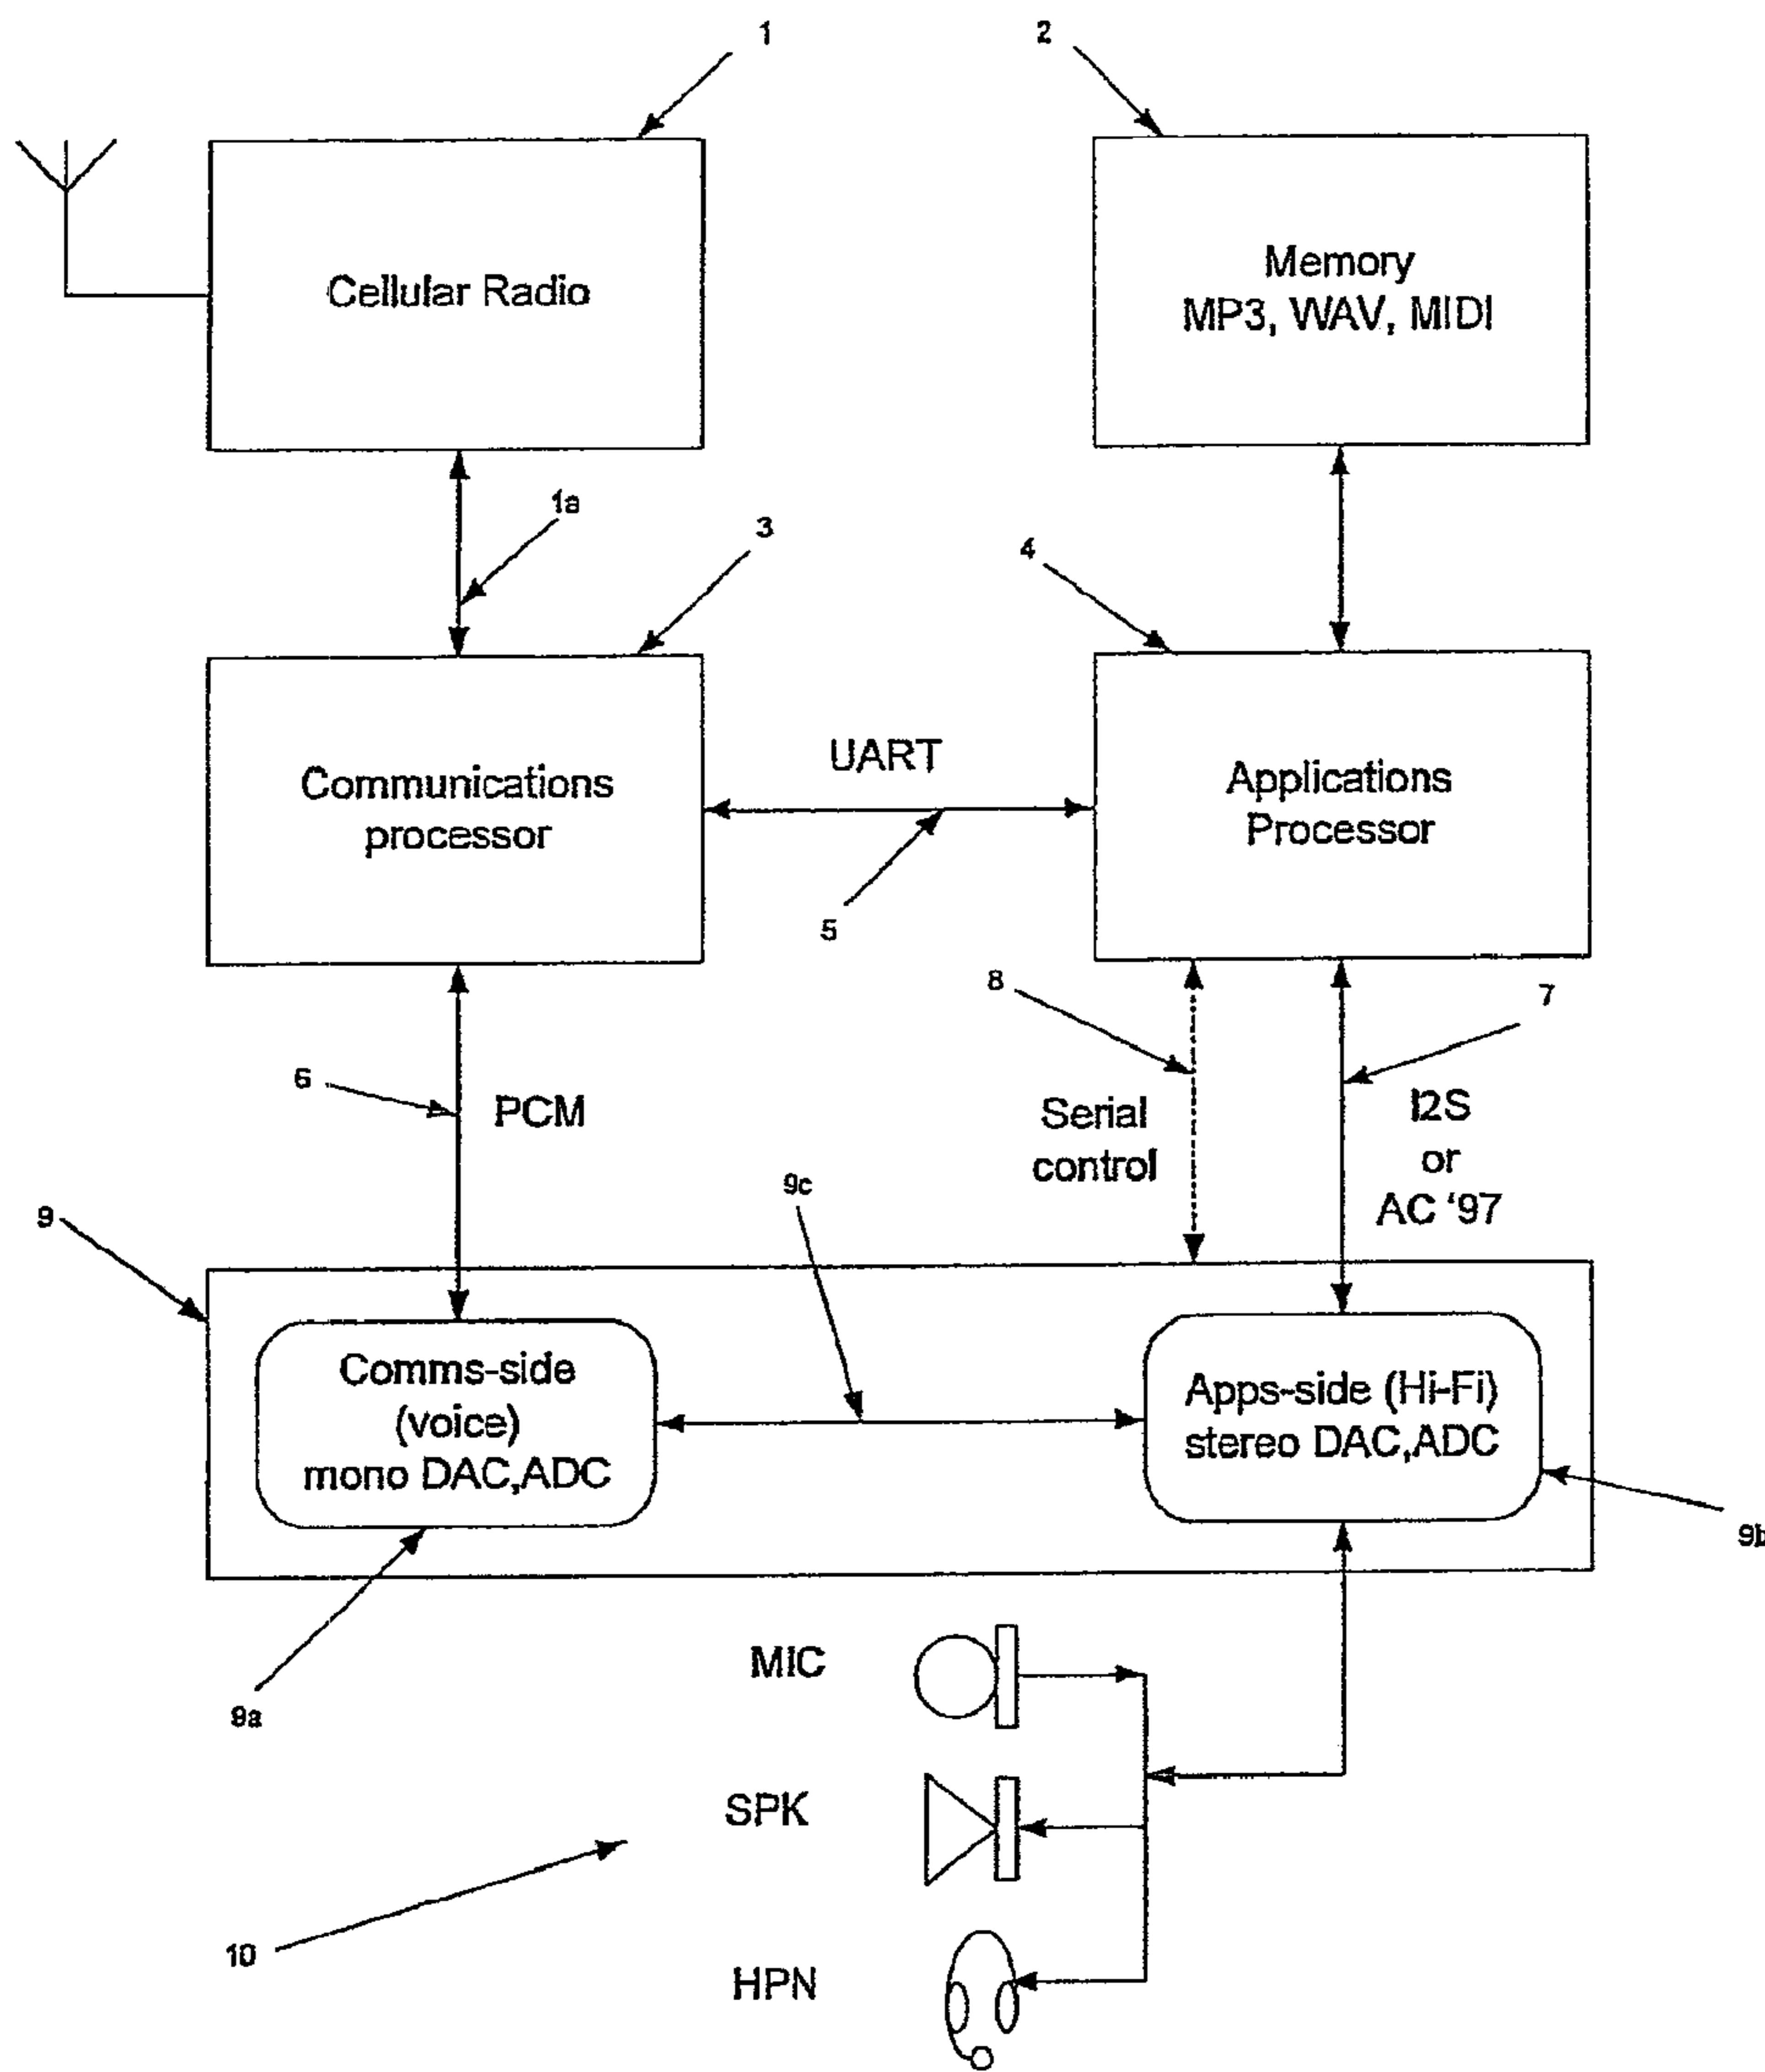 1
2
Cellular Radio
Memory
MP3, WAV, MIDI
1a
3
4
Communications
processor
UART
Applications
Processor
5
6
PCM
8
Serial
control
7
I2S
or
AC ‘97
9
9c
Comms-side
(voice)
mono DAC,ADC
Apps-side (Hi-Fi)
stereo DAC,ADC
9a
9b
MIC
SPK
10
HPN